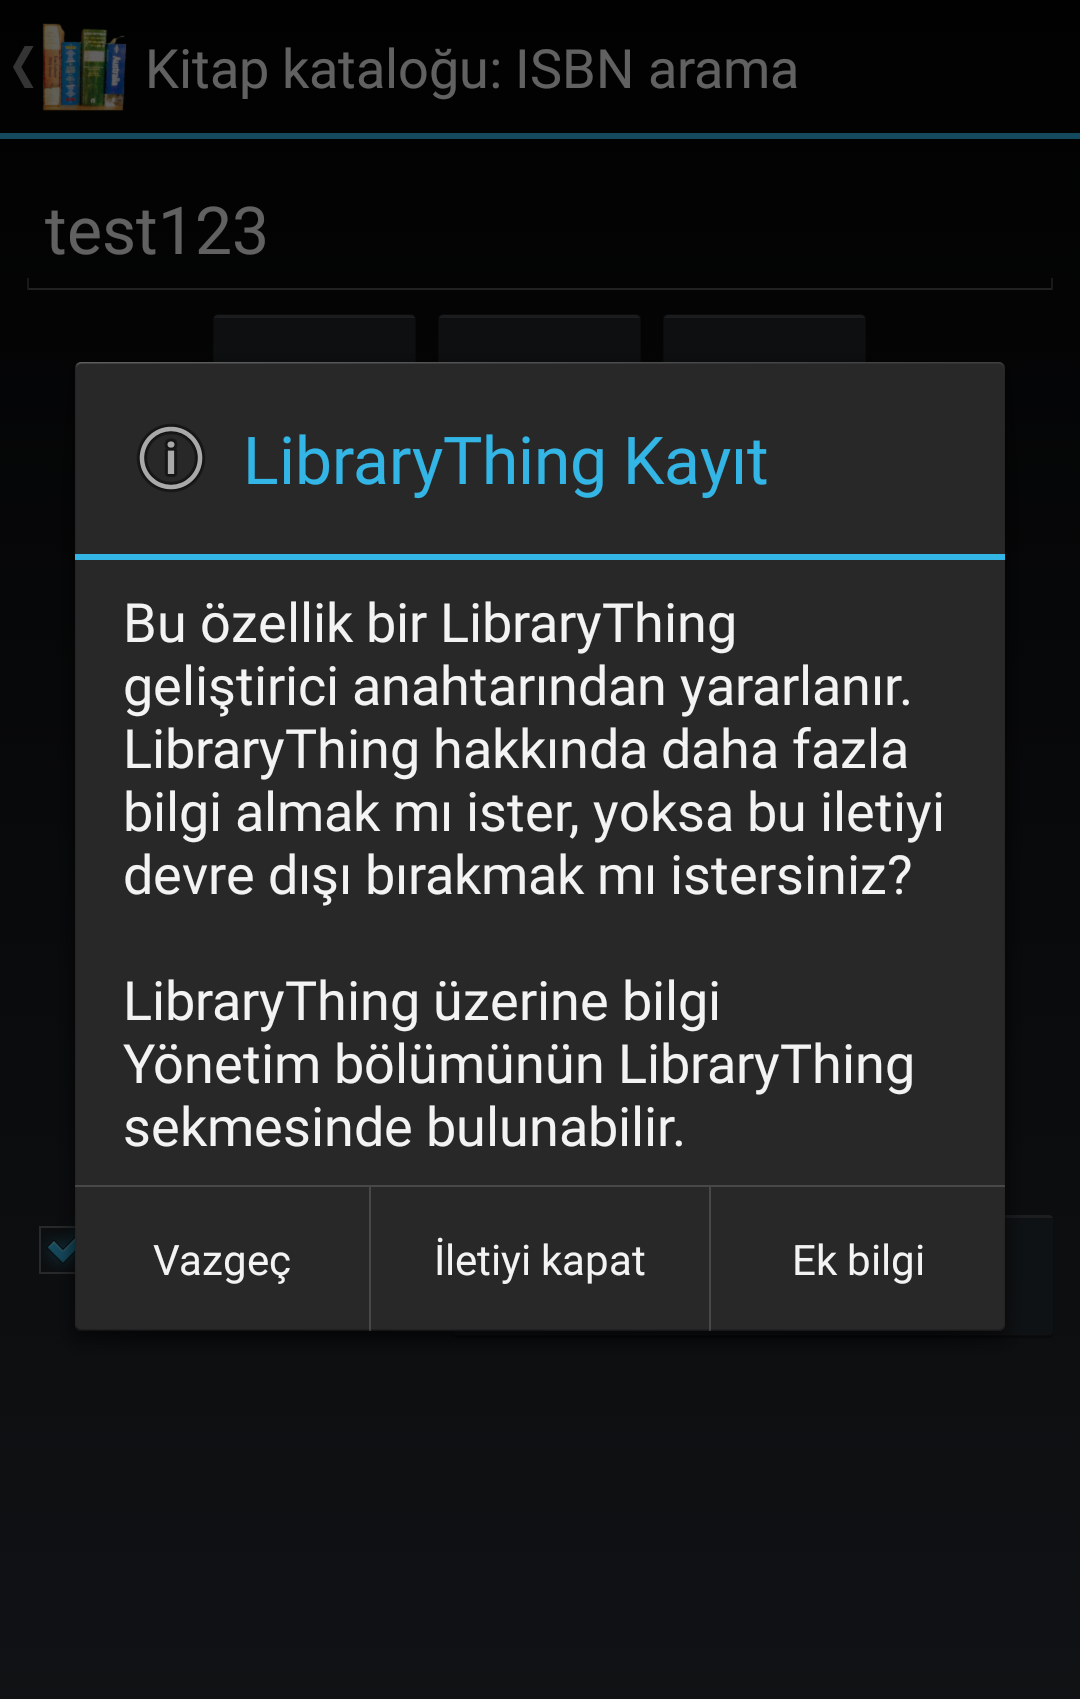 Kitap kataloğu: ISBN arama
test123
LibraryThing Kayıt
Bu özellik bir LibraryThing
geliştirici anahtarından yararlanır.
LibraryThing hakkında daha fazla
bilgi almak mı ister, yoksa bu iletiyi
devre dışı bırakmak mı istersiniz?
LibraryThing üzerine bilgi
Yönetim bölümünün LibraryThing
sekmesinde bulunabilir.
Vazgeç
İletiyi kapat
Ek bilgi